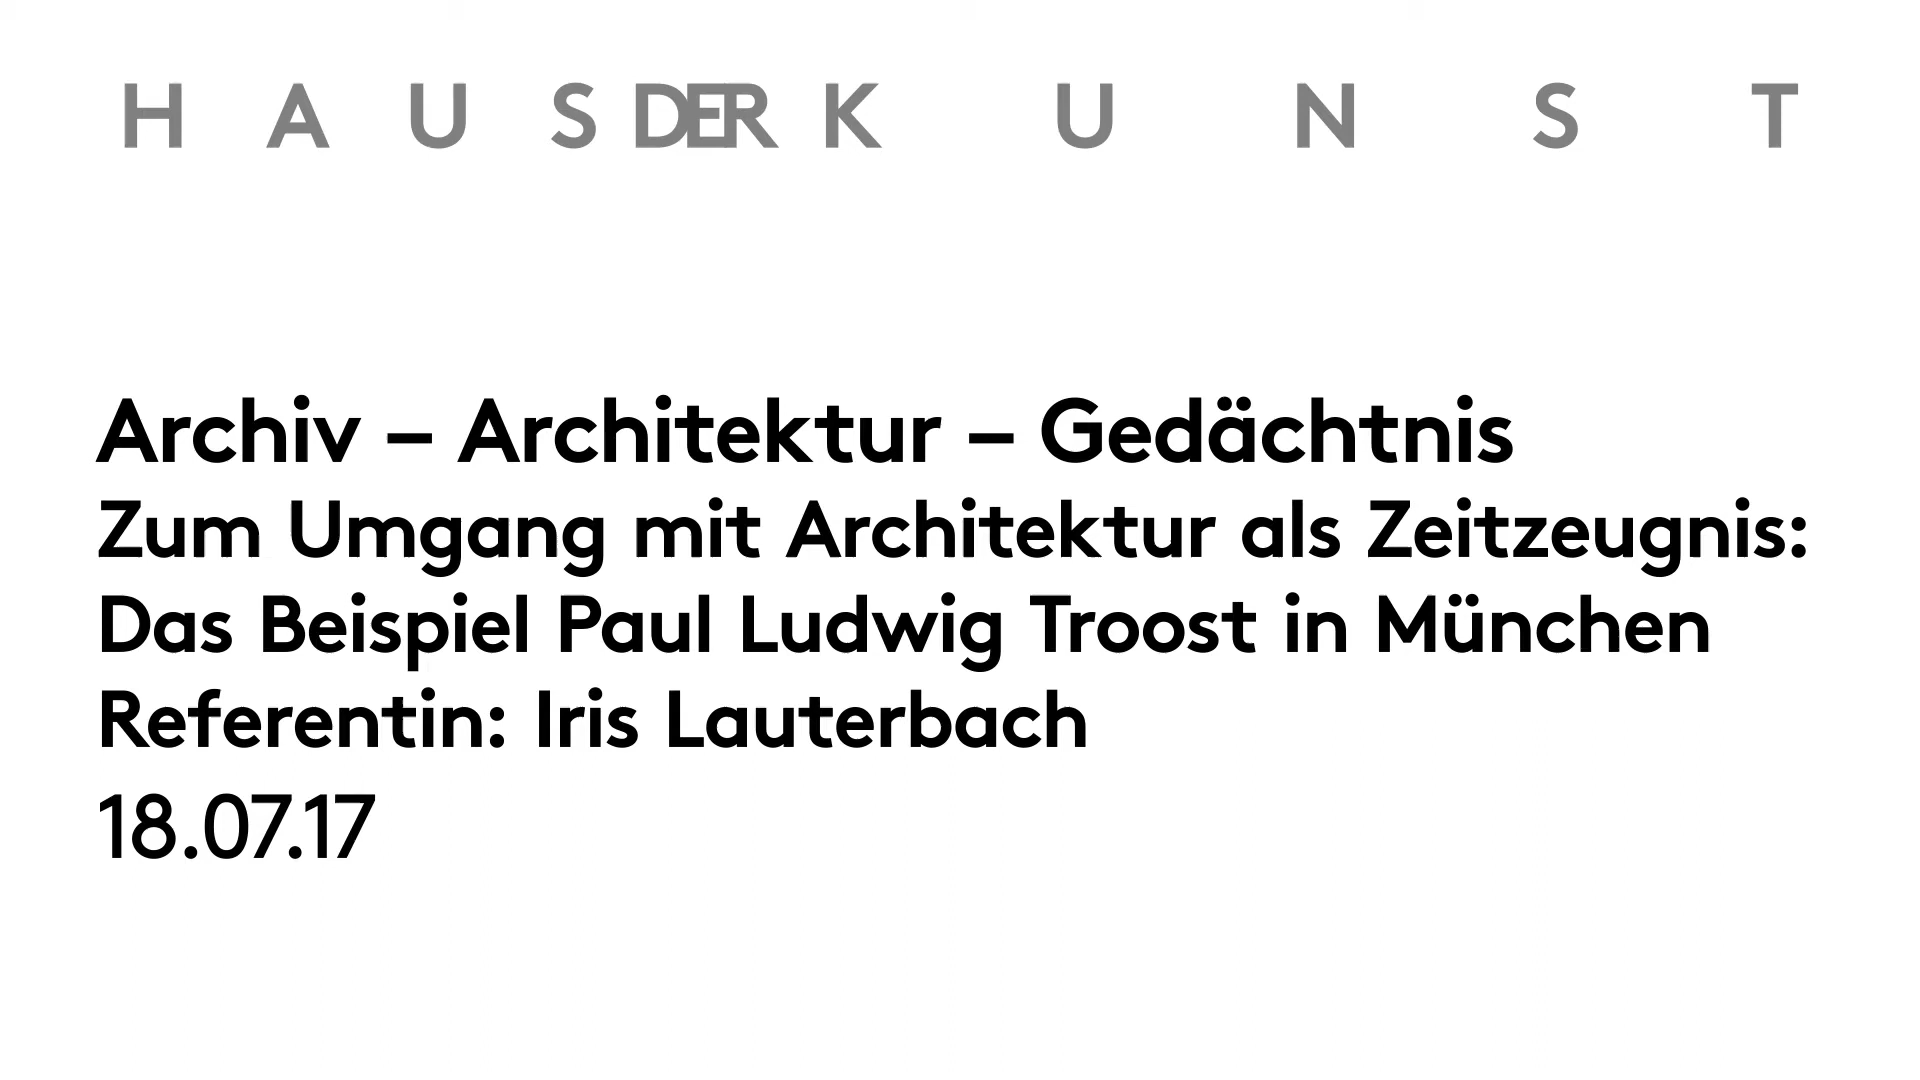 HAUS DER KUNST
Archiv – Architektur – Gedächtnis
Zum Umgang mit Architektur als Zeitzeugnis:
Das Beispiel Paul Ludwig Troost in München
Referentin: Iris Lauterbach
18.07.17